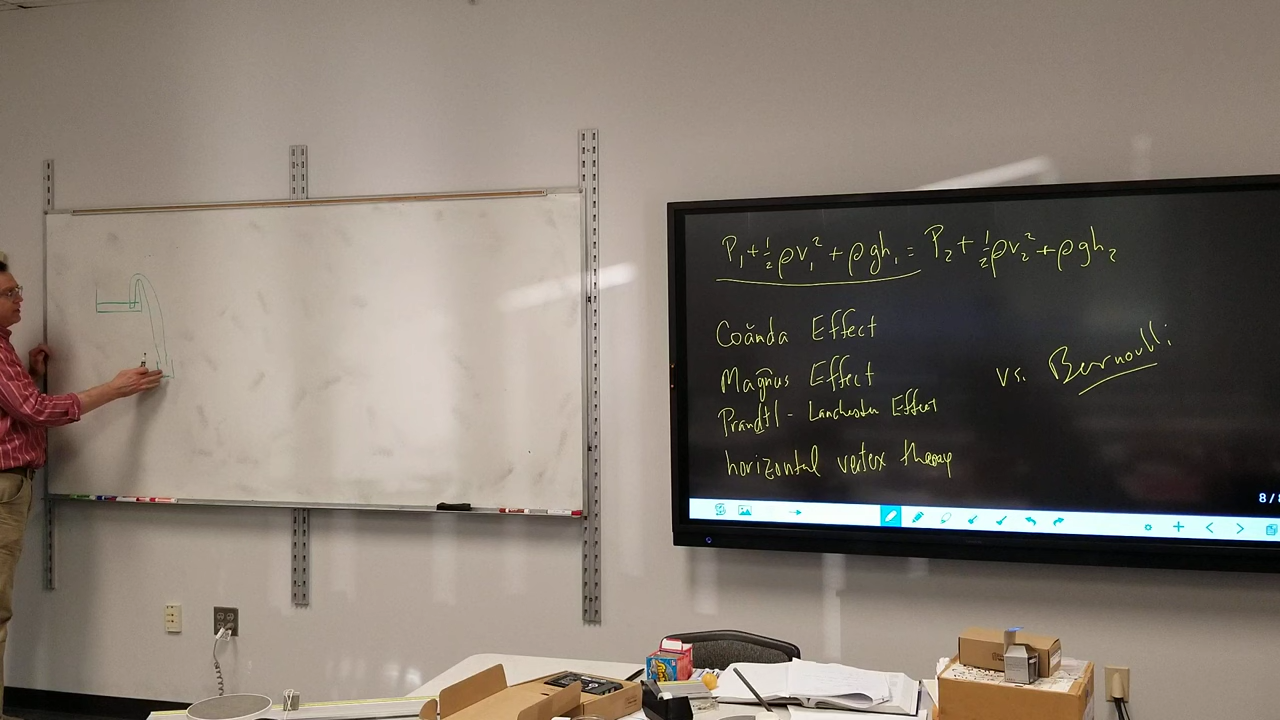 P₁ + ½ρv₁² + ρgh₁ = P₂ + ½ρv₂² + ρgh₂
Coănda Effect
Magnus Effect
vs. Bernoulli
Prandtl - Lanchester Effect
horizontal vortex theory
8/